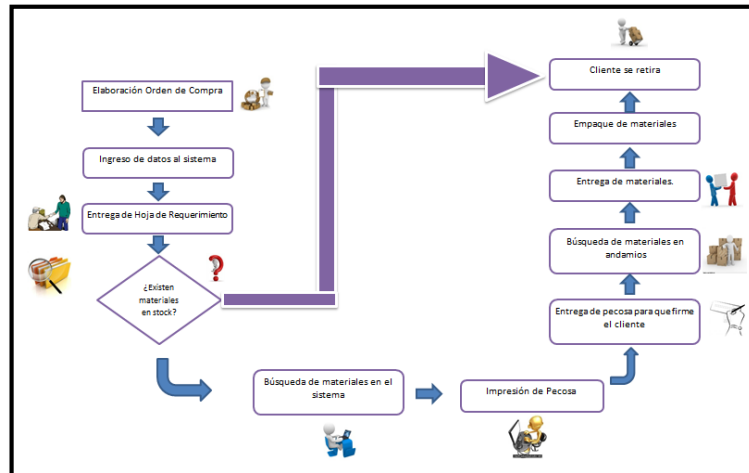 Elaboración Orden de Compra
Ingreso de datos al sistema
Entrega de Hoja de Requerimiento
¿Existen
materiales
en stock?
Búsqueda de materiales en el
sistema
Impresión de Pecosa
Entrega de pecosa para que firme
el cliente
Búsqueda de materiales en
andamios
Entrega de materiales.
Empaque de materiales
Cliente se retira